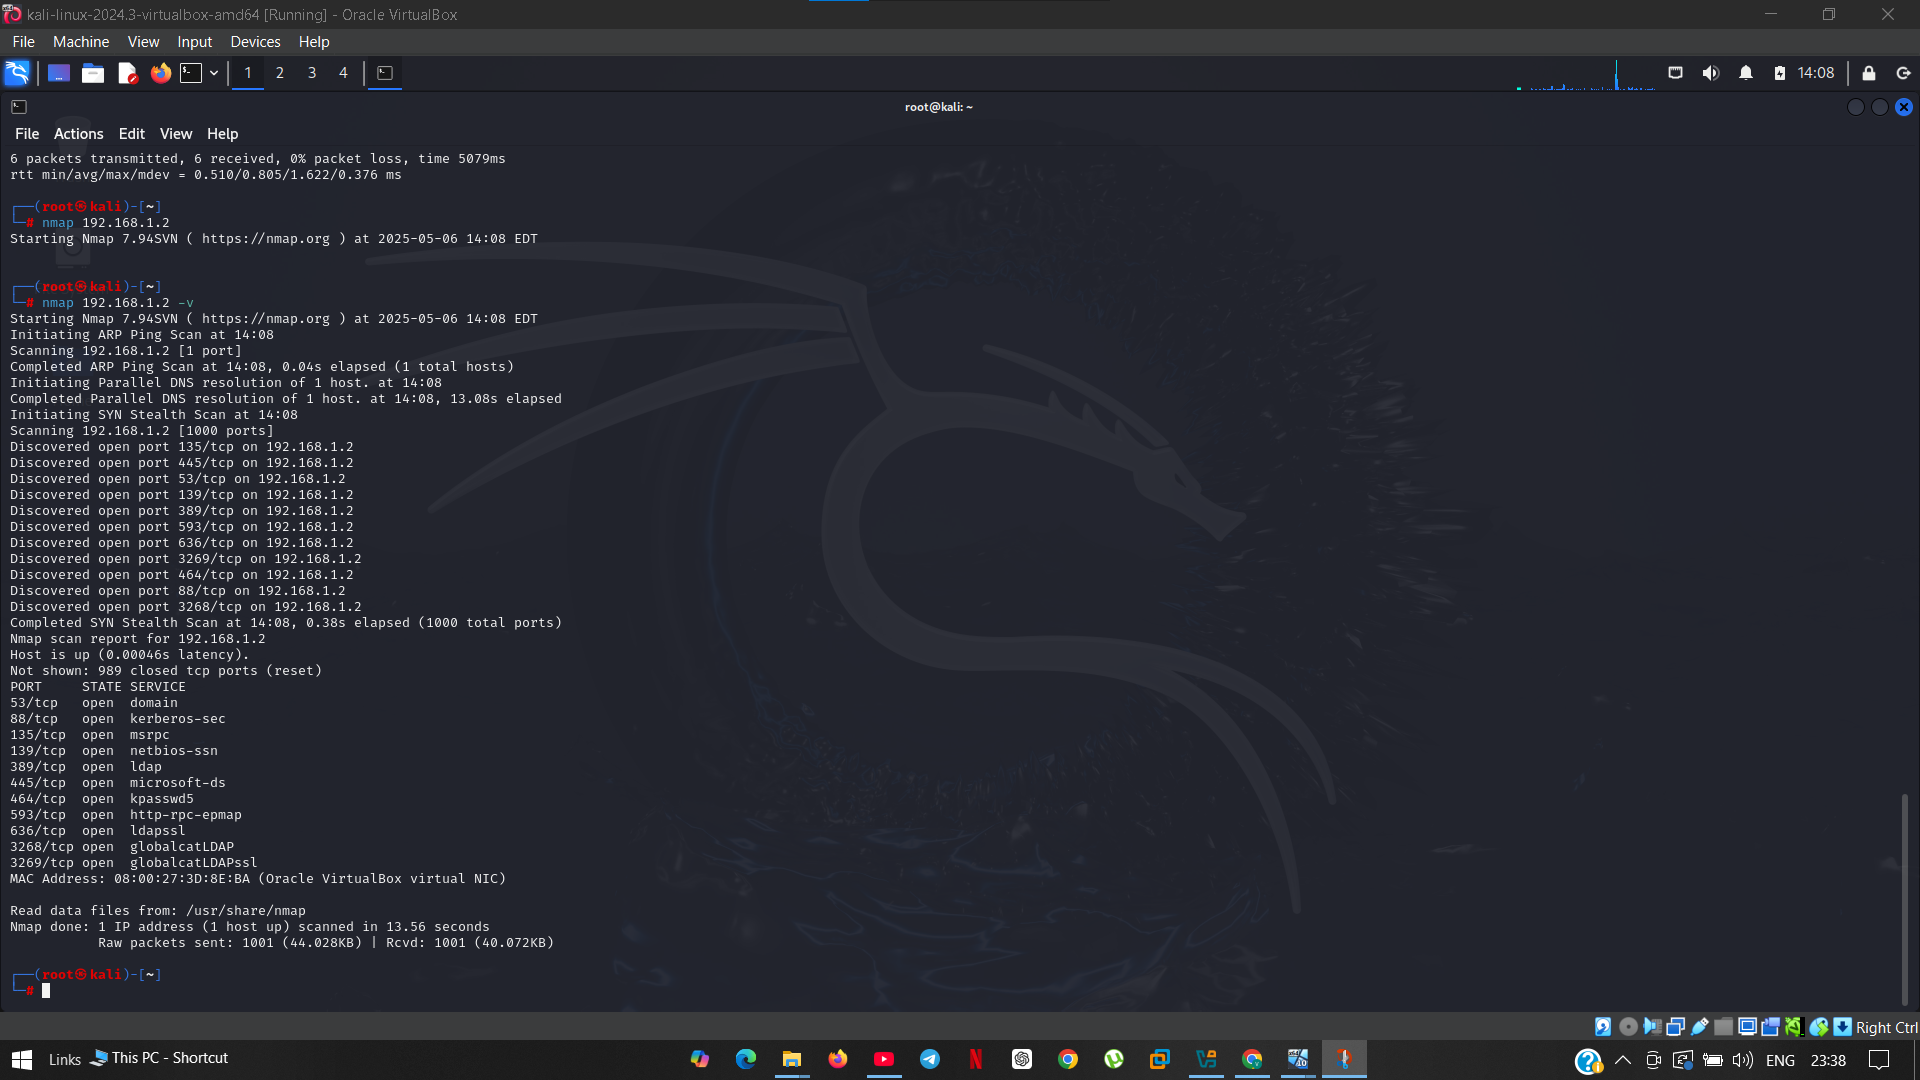 kali-linux-2024.3-virtualbox-amd64 [Running] - Oracle VirtualBox
File Machine View Input Devices Help
1 2 3 4 14:08
root@kali: ~
File Actions Edit View Help
6 packets transmitted, 6 received, 0% packet loss, time 5079ms
rtt min/avg/max/mdev = 0.510/0.805/1.622/0.376 ms
┌──(root㉿kali)-[~]
└─# nmap 192.168.1.2
Starting Nmap 7.94SVN ( https://nmap.org ) at 2025-05-06 14:08 EDT
┌──(root㉿kali)-[~]
└─# nmap 192.168.1.2 -v
Starting Nmap 7.94SVN ( https://nmap.org ) at 2025-05-06 14:08 EDT
Initiating ARP Ping Scan at 14:08
Scanning 192.168.1.2 [1 port]
Completed ARP Ping Scan at 14:08, 0.04s elapsed (1 total hosts)
Initiating Parallel DNS resolution of 1 host. at 14:08
Completed Parallel DNS resolution of 1 host. at 14:08, 13.08s elapsed
Initiating SYN Stealth Scan at 14:08
Scanning 192.168.1.2 [1000 ports]
Discovered open port 135/tcp on 192.168.1.2
Discovered open port 445/tcp on 192.168.1.2
Discovered open port 53/tcp on 192.168.1.2
Discovered open port 139/tcp on 192.168.1.2
Discovered open port 389/tcp on 192.168.1.2
Discovered open port 593/tcp on 192.168.1.2
Discovered open port 636/tcp on 192.168.1.2
Discovered open port 3269/tcp on 192.168.1.2
Discovered open port 464/tcp on 192.168.1.2
Discovered open port 88/tcp on 192.168.1.2
Discovered open port 3268/tcp on 192.168.1.2
Completed SYN Stealth Scan at 14:08, 0.38s elapsed (1000 total ports)
Nmap scan report for 192.168.1.2
Host is up (0.00046s latency).
Not shown: 989 closed tcp ports (reset)
PORT STATE SERVICE
53/tcp open domain
88/tcp open kerberos-sec
135/tcp open msrpc
139/tcp open netbios-ssn
389/tcp open ldap
445/tcp open microsoft-ds
464/tcp open kpasswd5
593/tcp open http-rpc-epmap
636/tcp open ldapssl
3268/tcp open globalcatLDAP
3269/tcp open globalcatLDAPssl
MAC Address: 08:00:27:3D:8E:BA (Oracle VirtualBox virtual NIC)
Read data files from: /usr/share/nmap
Nmap done: 1 IP address (1 host up) scanned in 13.56 seconds
Raw packets sent: 1001 (44.028KB) | Rcvd: 1001 (40.072KB)
┌──(root㉿kali)-[~]
└─#
Right Ctrl
Links This PC - Shortcut ENG 23:38